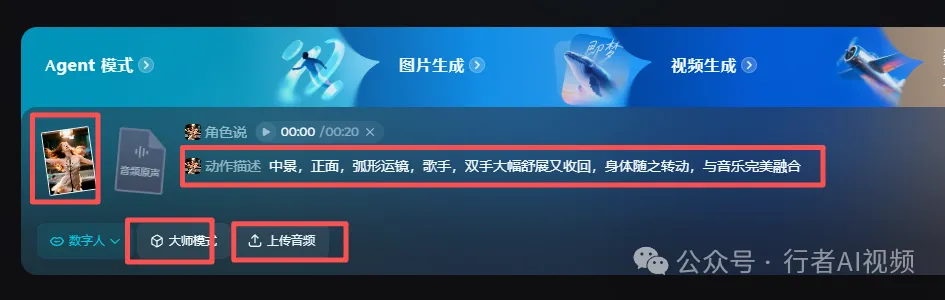 Agent 模式
图片生成
即梦
视频生成
角色说 00:00 /00:20
音频原声
动作描述 中景，正面，弧形运镜，歌手，双手大幅舒展又收回，身体随之转动，与音乐完美融合
数字人
大师模式
上传音频
公众号 · 行者AI视频